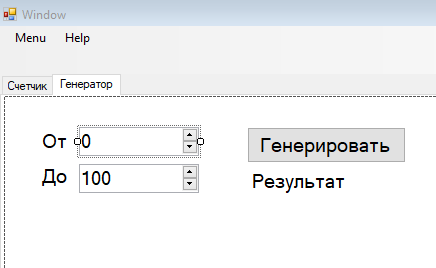 Window
Menu Help
Счетчик Генератор
От 0 Генерировать
До 100 Результат